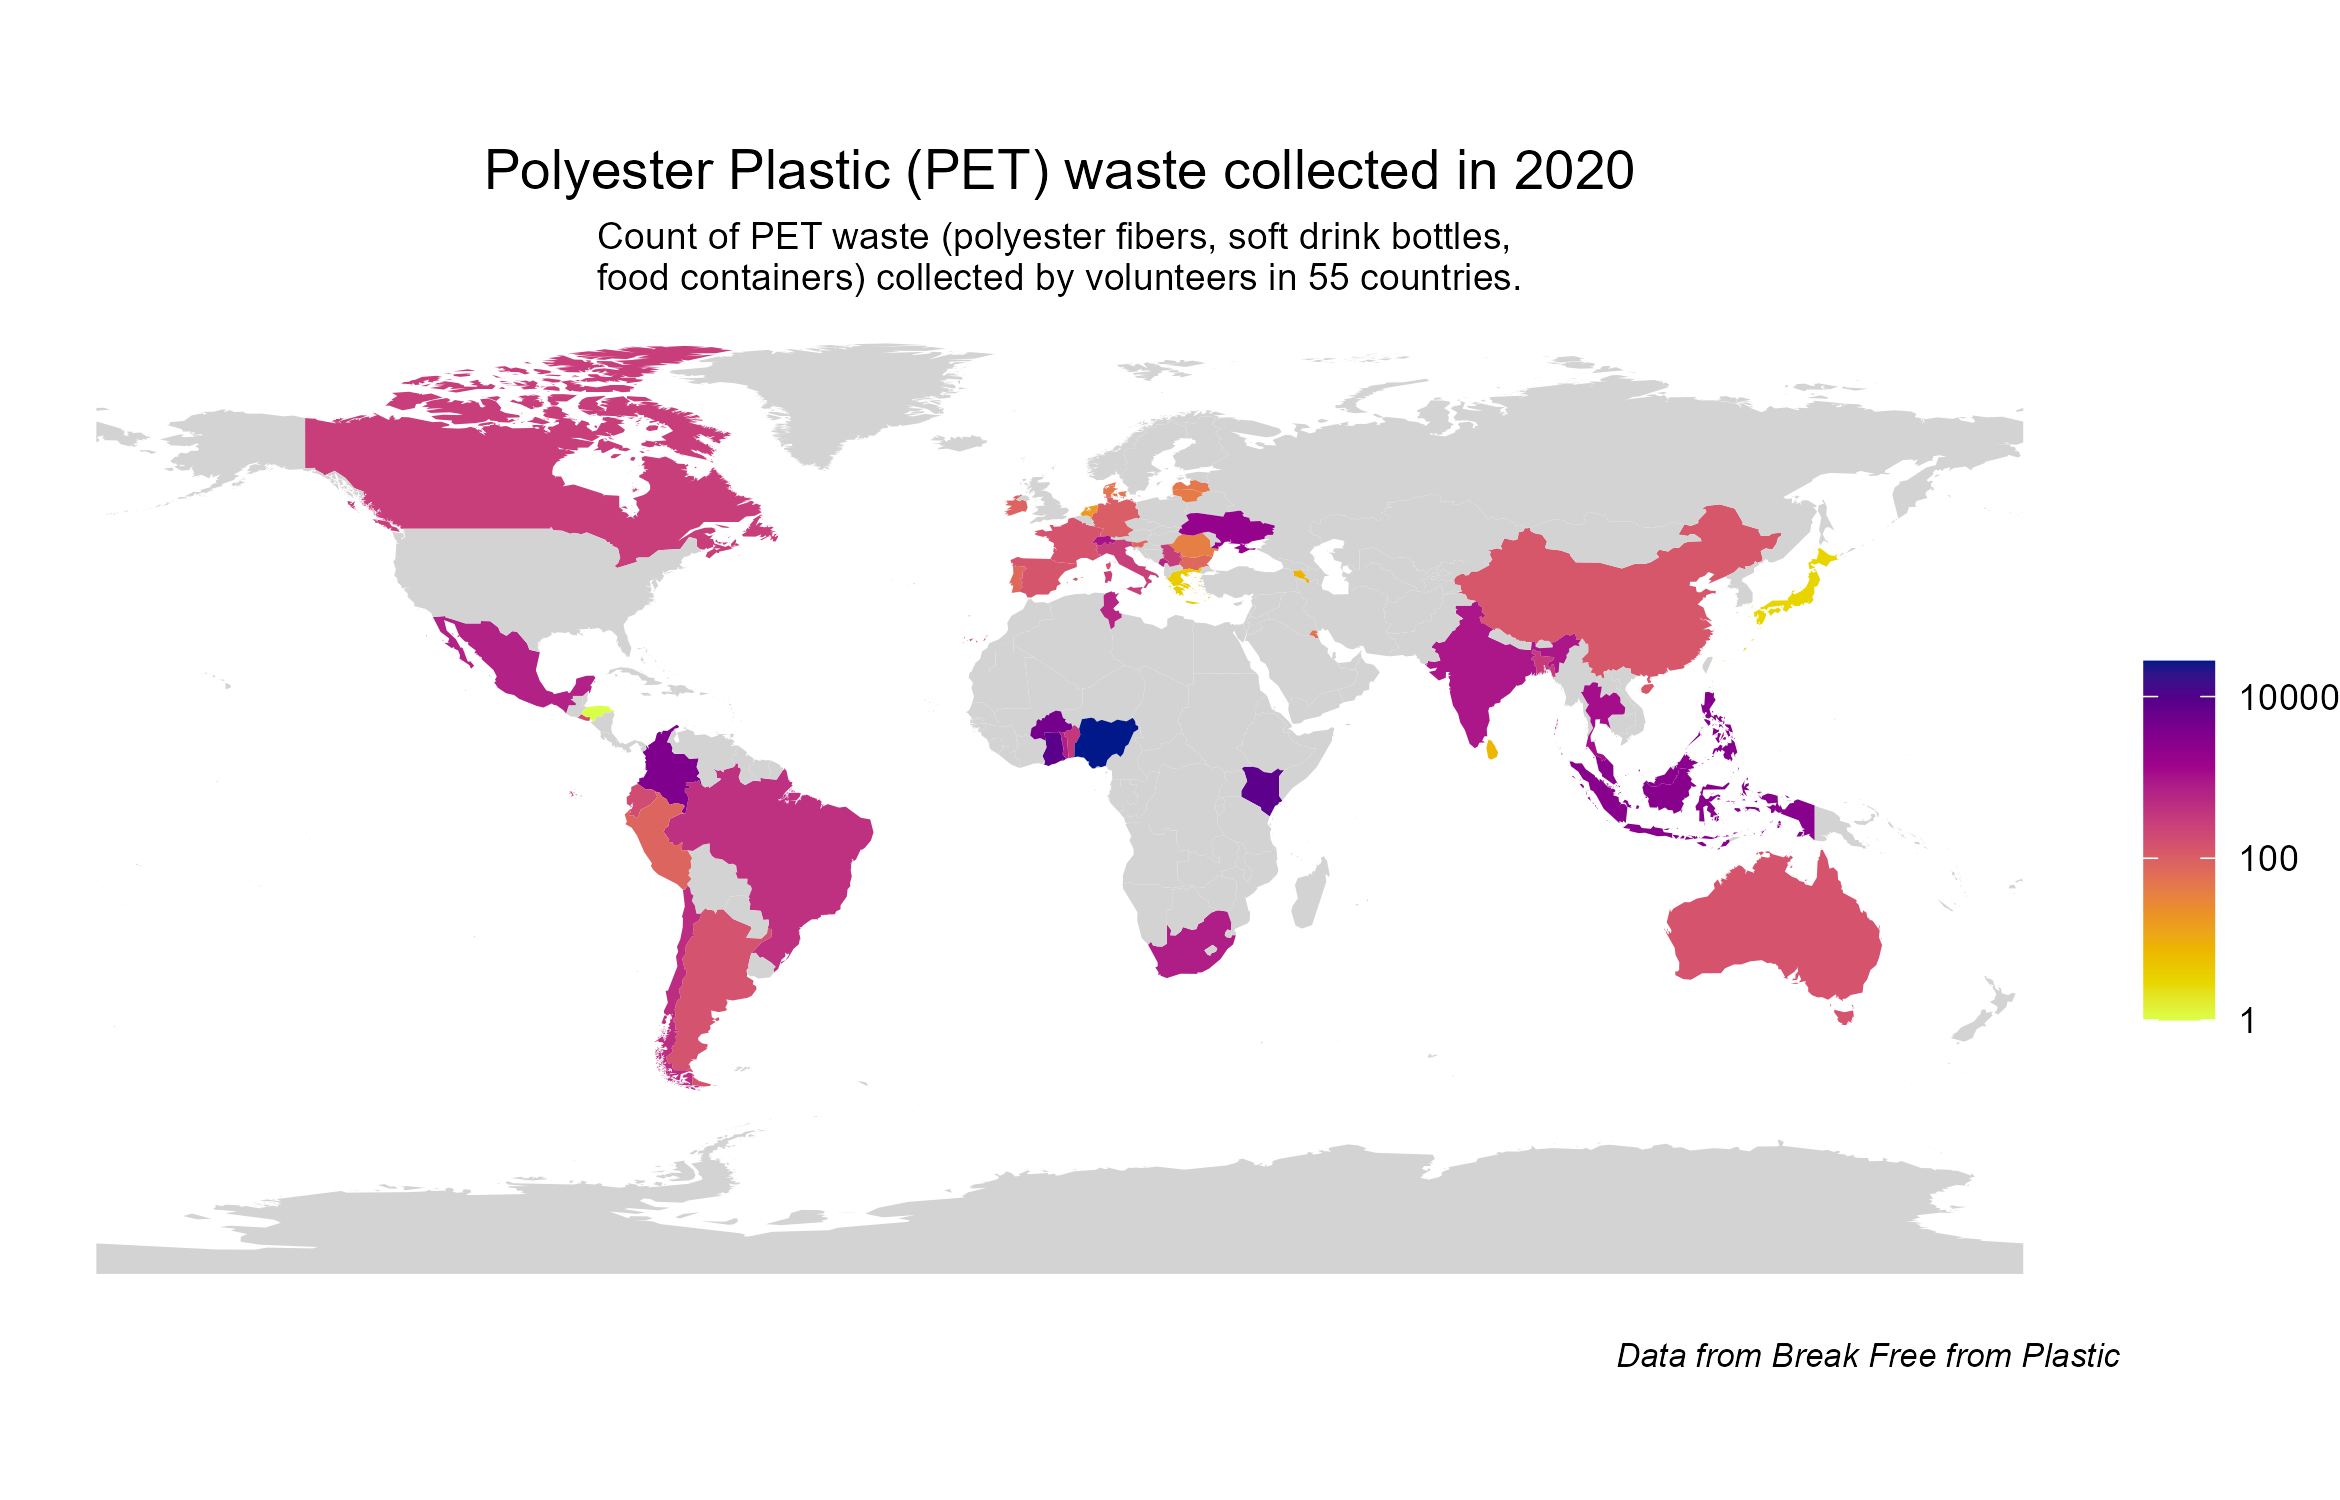 Polyester Plastic (PET) waste collected in 2020
Count of PET waste (polyester fibers, soft drink bottles,
food containers) collected by volunteers in 55 countries.
10000
100
1
Data from Break Free from Plastic